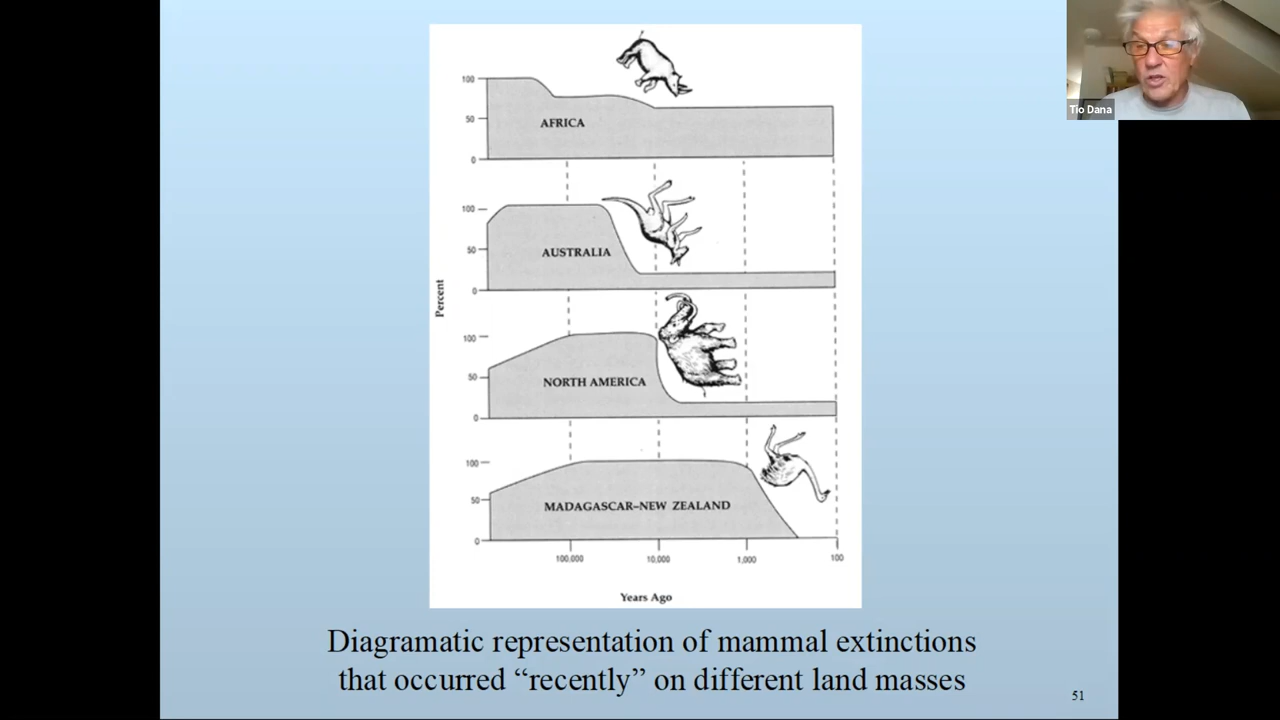 Tio Dana
100
50
AFRICA
0
100
50
AUSTRALIA
0
Percent
100
50
NORTH AMERICA
0
100
50
MADAGASCAR–NEW ZEALAND
0
100,000 10,000 1,000 100
Years Ago
Diagramatic representation of mammal extinctions
that occurred “recently” on different land masses
51